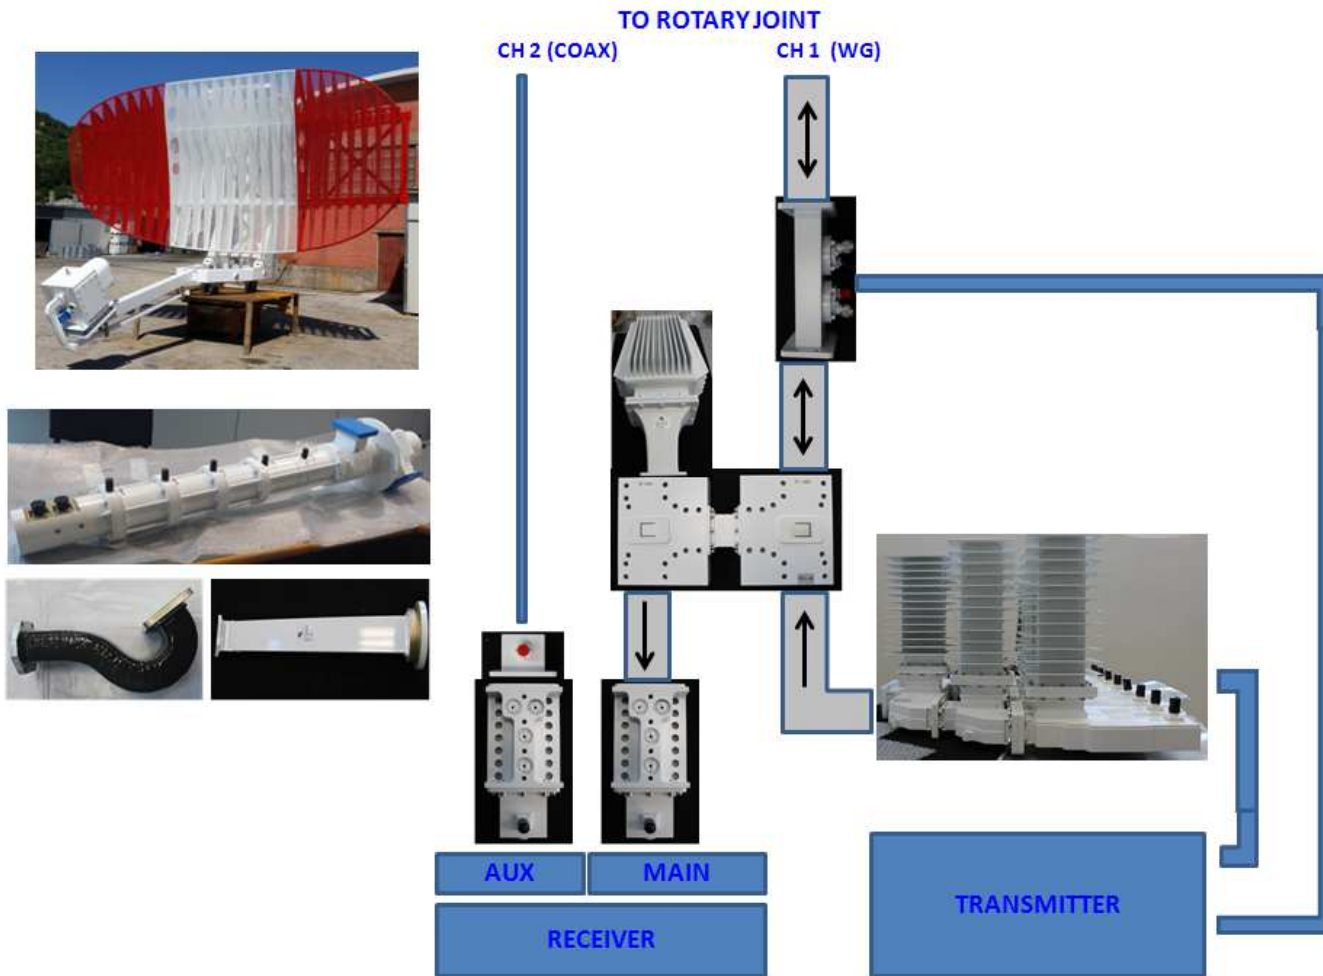 TO ROTARY JOINT
CH 2 (COAX)
CH 1 (WG)
AUX
MAIN
RECEIVER
TRANSMITTER